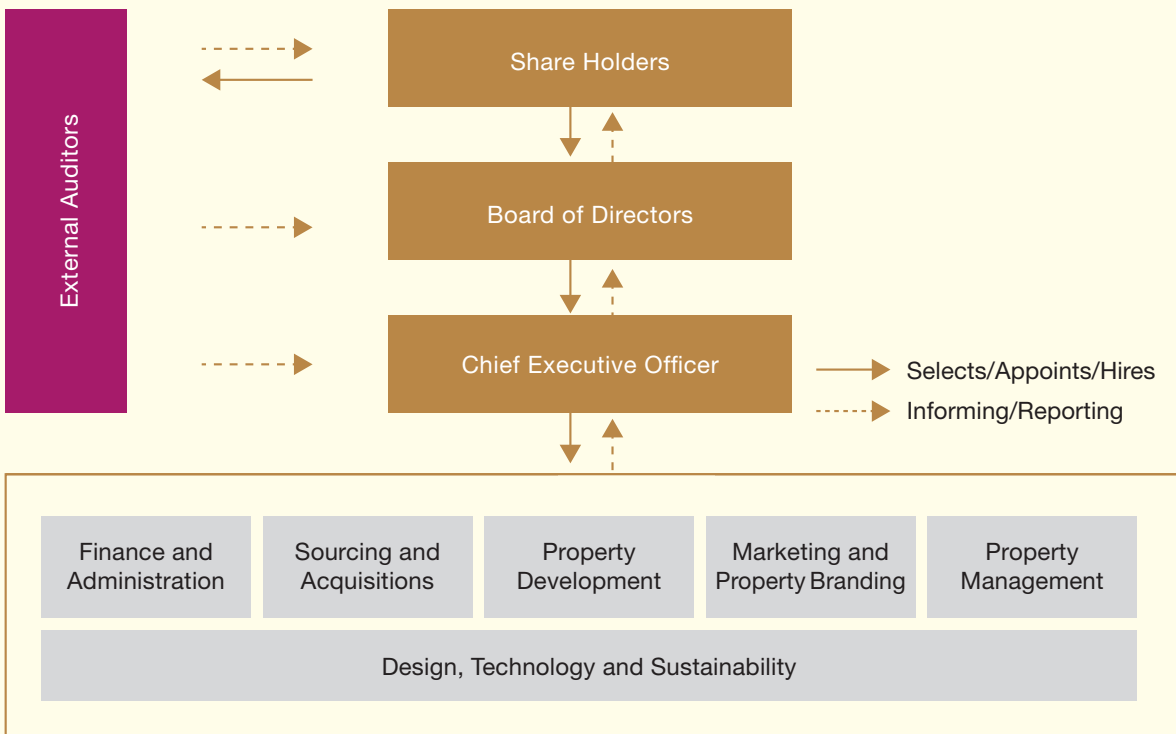 External Auditors
Share Holders
Board of Directors
Chief Executive Officer
Selects/Appoints/Hires
Informing/Reporting
Finance and
Administration
Sourcing and
Acquisitions
Property
Development
Marketing and
Property Branding
Property
Management
Design, Technology and Sustainability